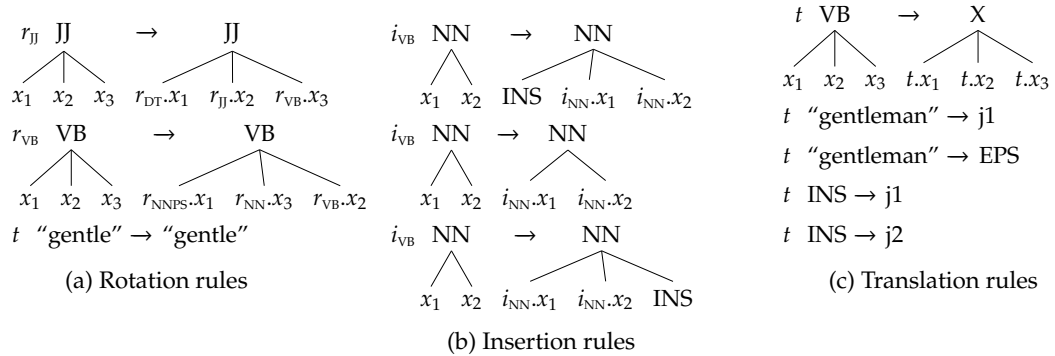 r_JJ JJ → JJ
x1 x2 x3 r_DT.x1 r_JJ.x2 r_VB.x3
r_VB VB → VB
x1 x2 x3 r_NNPS.x1 r_NN.x3 r_VB.x2
t “gentle” → “gentle”
(a) Rotation rules
i_VB NN → NN
x1 x2 INS i_NN.x1 i_NN.x2
i_VB NN → NN
x1 x2 i_NN.x1 i_NN.x2
i_VB NN → NN
x1 x2 i_NN.x1 i_NN.x2 INS
(b) Insertion rules
t VB → X
x1 x2 x3 t.x1 t.x2 t.x3
t “gentleman” → j1
t “gentleman” → EPS
t INS → j1
t INS → j2
(c) Translation rules